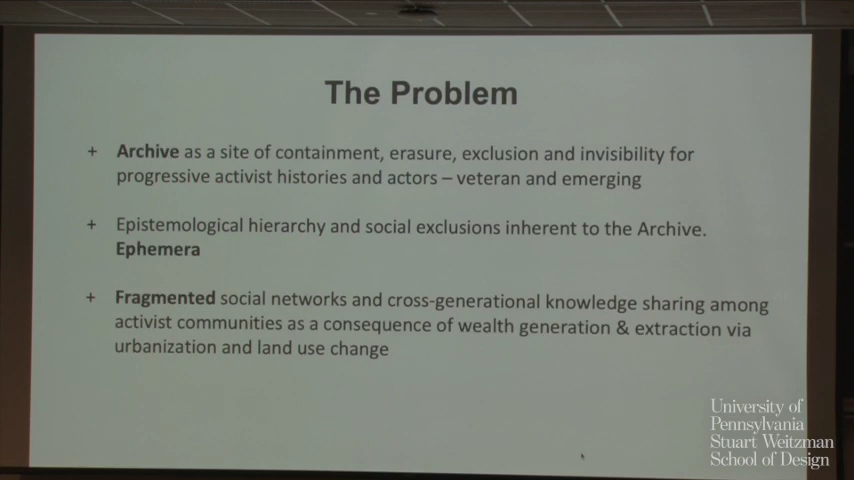 The Problem
+ Archive as a site of containment, erasure, exclusion and invisibility for
progressive activist histories and actors – veteran and emerging
+ Epistemological hierarchy and social exclusions inherent to the Archive.
Ephemera
+ Fragmented social networks and cross-generational knowledge sharing among
activist communities as a consequence of wealth generation & extraction via
urbanization and land use change
University of
Pennsylvania
Stuart Weitzman
School of Design